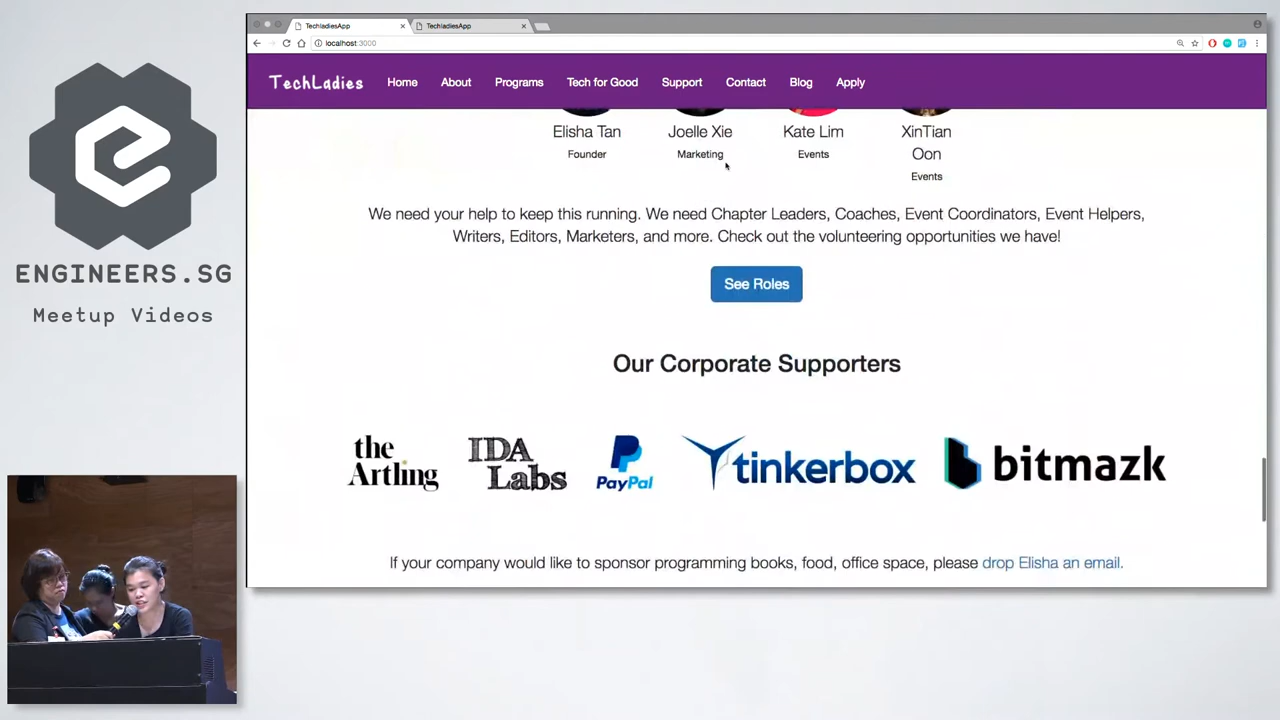 TechladiesApp
TechladiesApp
localhost:3000
TechLadies
Home
About
Programs
Tech for Good
Support
Contact
Blog
Apply
Elisha Tan
Founder
Joelle Xie
Marketing
Kate Lim
Events
XinTian
Oon
Events
We need your help to keep this running. We need Chapter Leaders, Coaches, Event Coordinators, Event Helpers,
Writers, Editors, Marketers, and more. Check out the volunteering opportunities we have!
See Roles
Our Corporate Supporters
the
Artling
IDA
Labs
PayPal
tinkerbox
bitmazk
If your company would like to sponsor programming books, food, office space, please drop Elisha an email.
ENGINEERS.SG
Meetup Videos